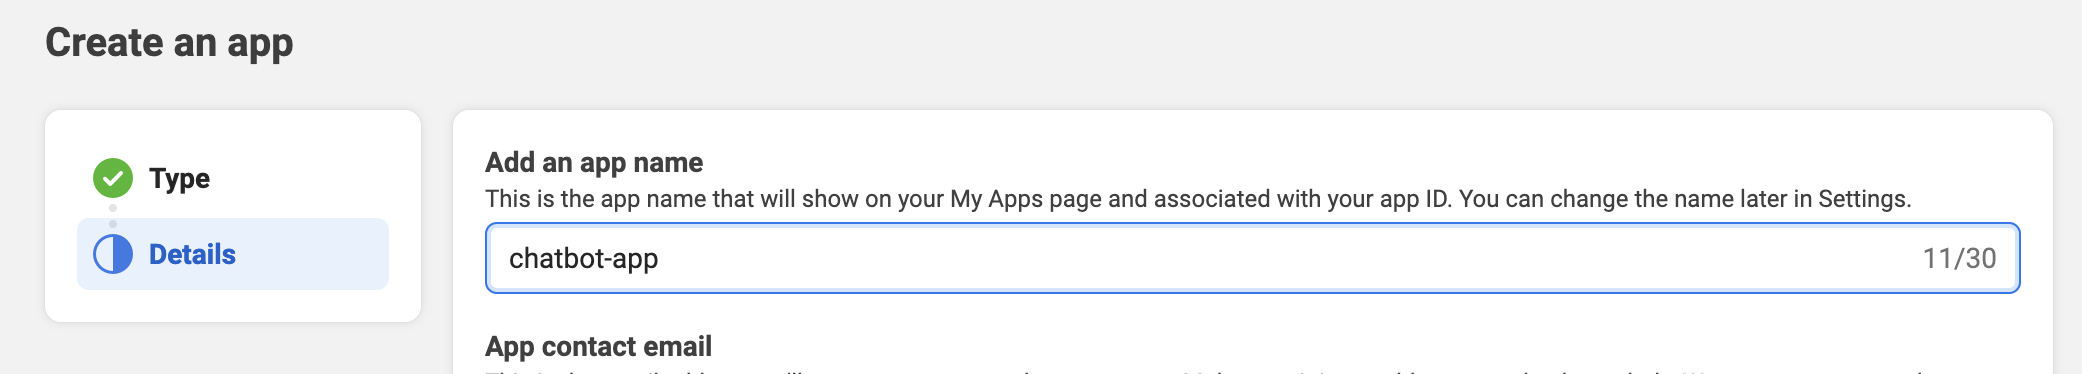 Create an app
Type
Details
Add an app name
This is the app name that will show on your My Apps page and associated with your app ID. You can change the name later in Settings.
chatbot-app
11/30
App contact email